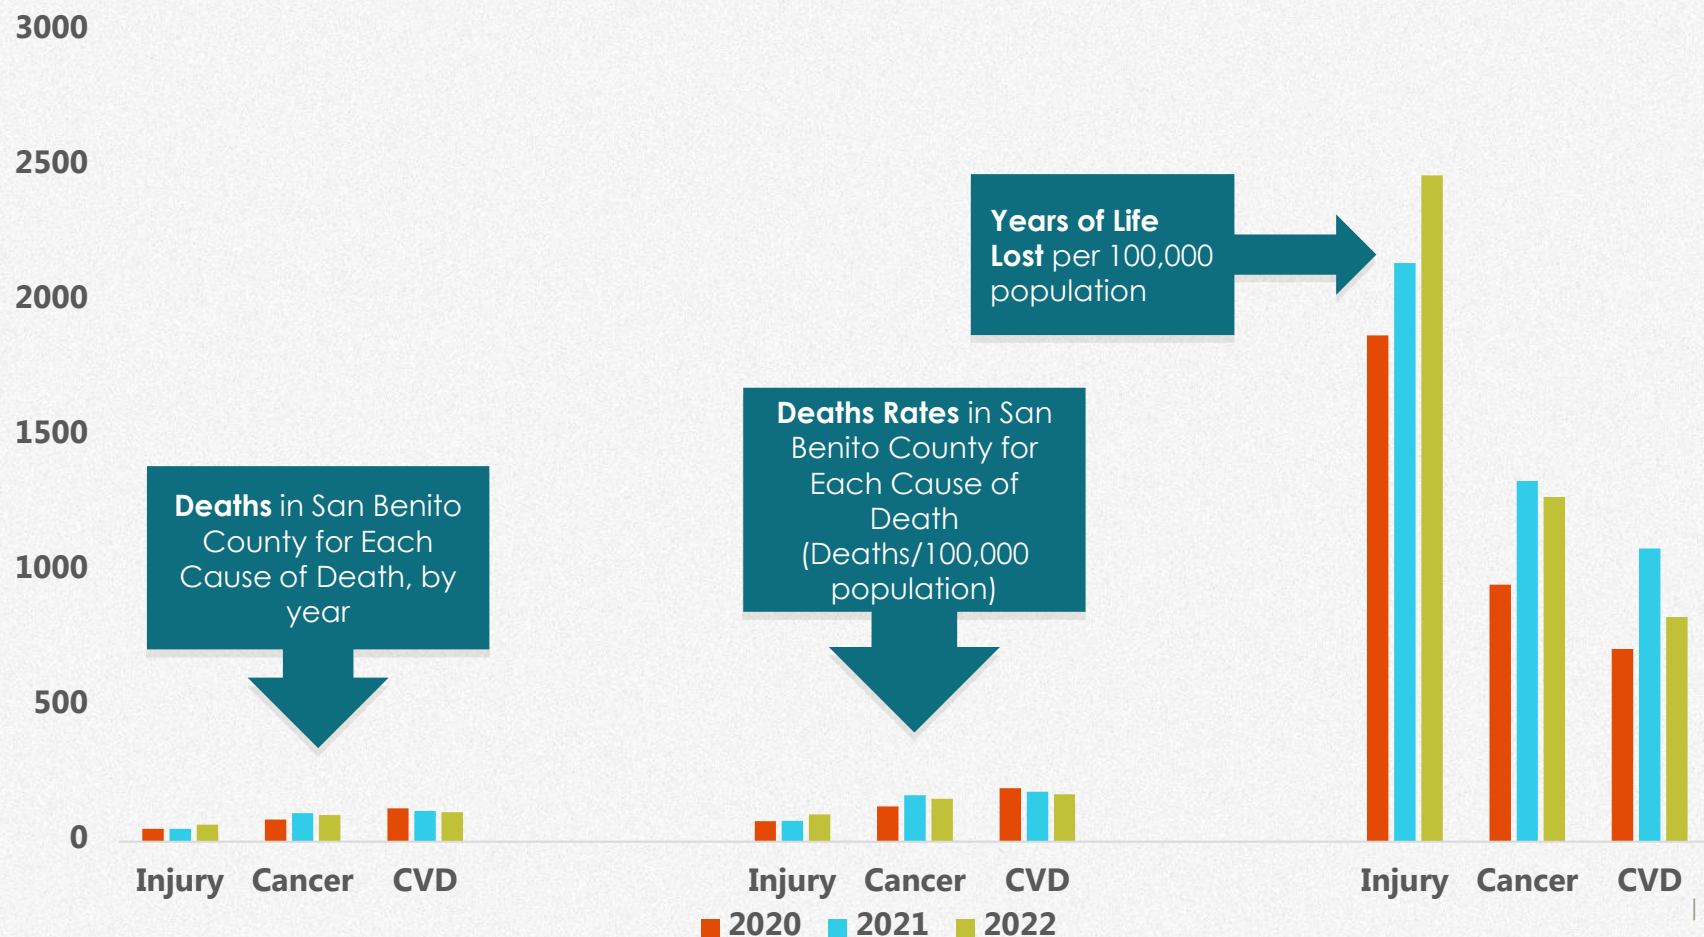 3000
2500
2000
1500
1000
500
0
Deaths in San Benito
County for Each
Cause of Death, by
year
Deaths Rates in San
Benito County for
Each Cause of
Death
(Deaths/100,000
population)
Years of Life
Lost per 100,000
population
Injury Cancer CVD
Injury Cancer CVD
Injury Cancer CVD
2020 2021 2022